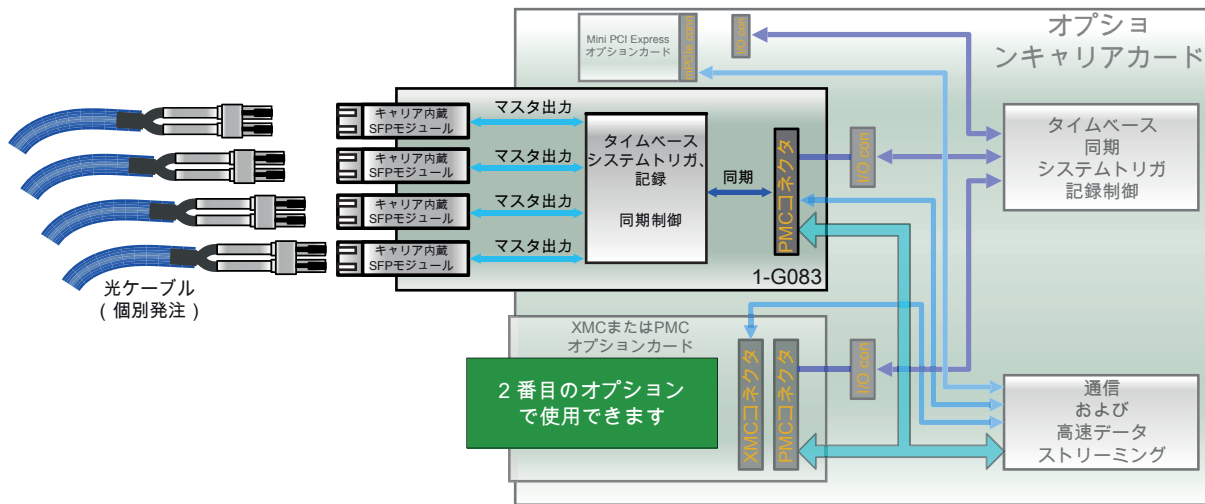 オプショ
ンキャリアカード
Mini PCI Express
オプションカード
mPCIe conn
I/O con
キャリア内蔵
SFPモジュール
マスタ出力
キャリア内蔵
SFPモジュール
マスタ出力
キャリア内蔵
SFPモジュール
マスタ出力
キャリア内蔵
SFPモジュール
マスタ出力
タイムベース
システムトリガ、
記録
同期制御
同期
PMCコネクタ
I/O con
タイムベース
同期
システムトリガ
記録制御
1-G083
光ケーブル
( 個別発注 )
XMCまたはPMC
オプションカード
2 番目のオプション
で使用できます
XMCコネクタ
PMCコネクタ
I/O con
通信
および
高速データ
ストリーミング